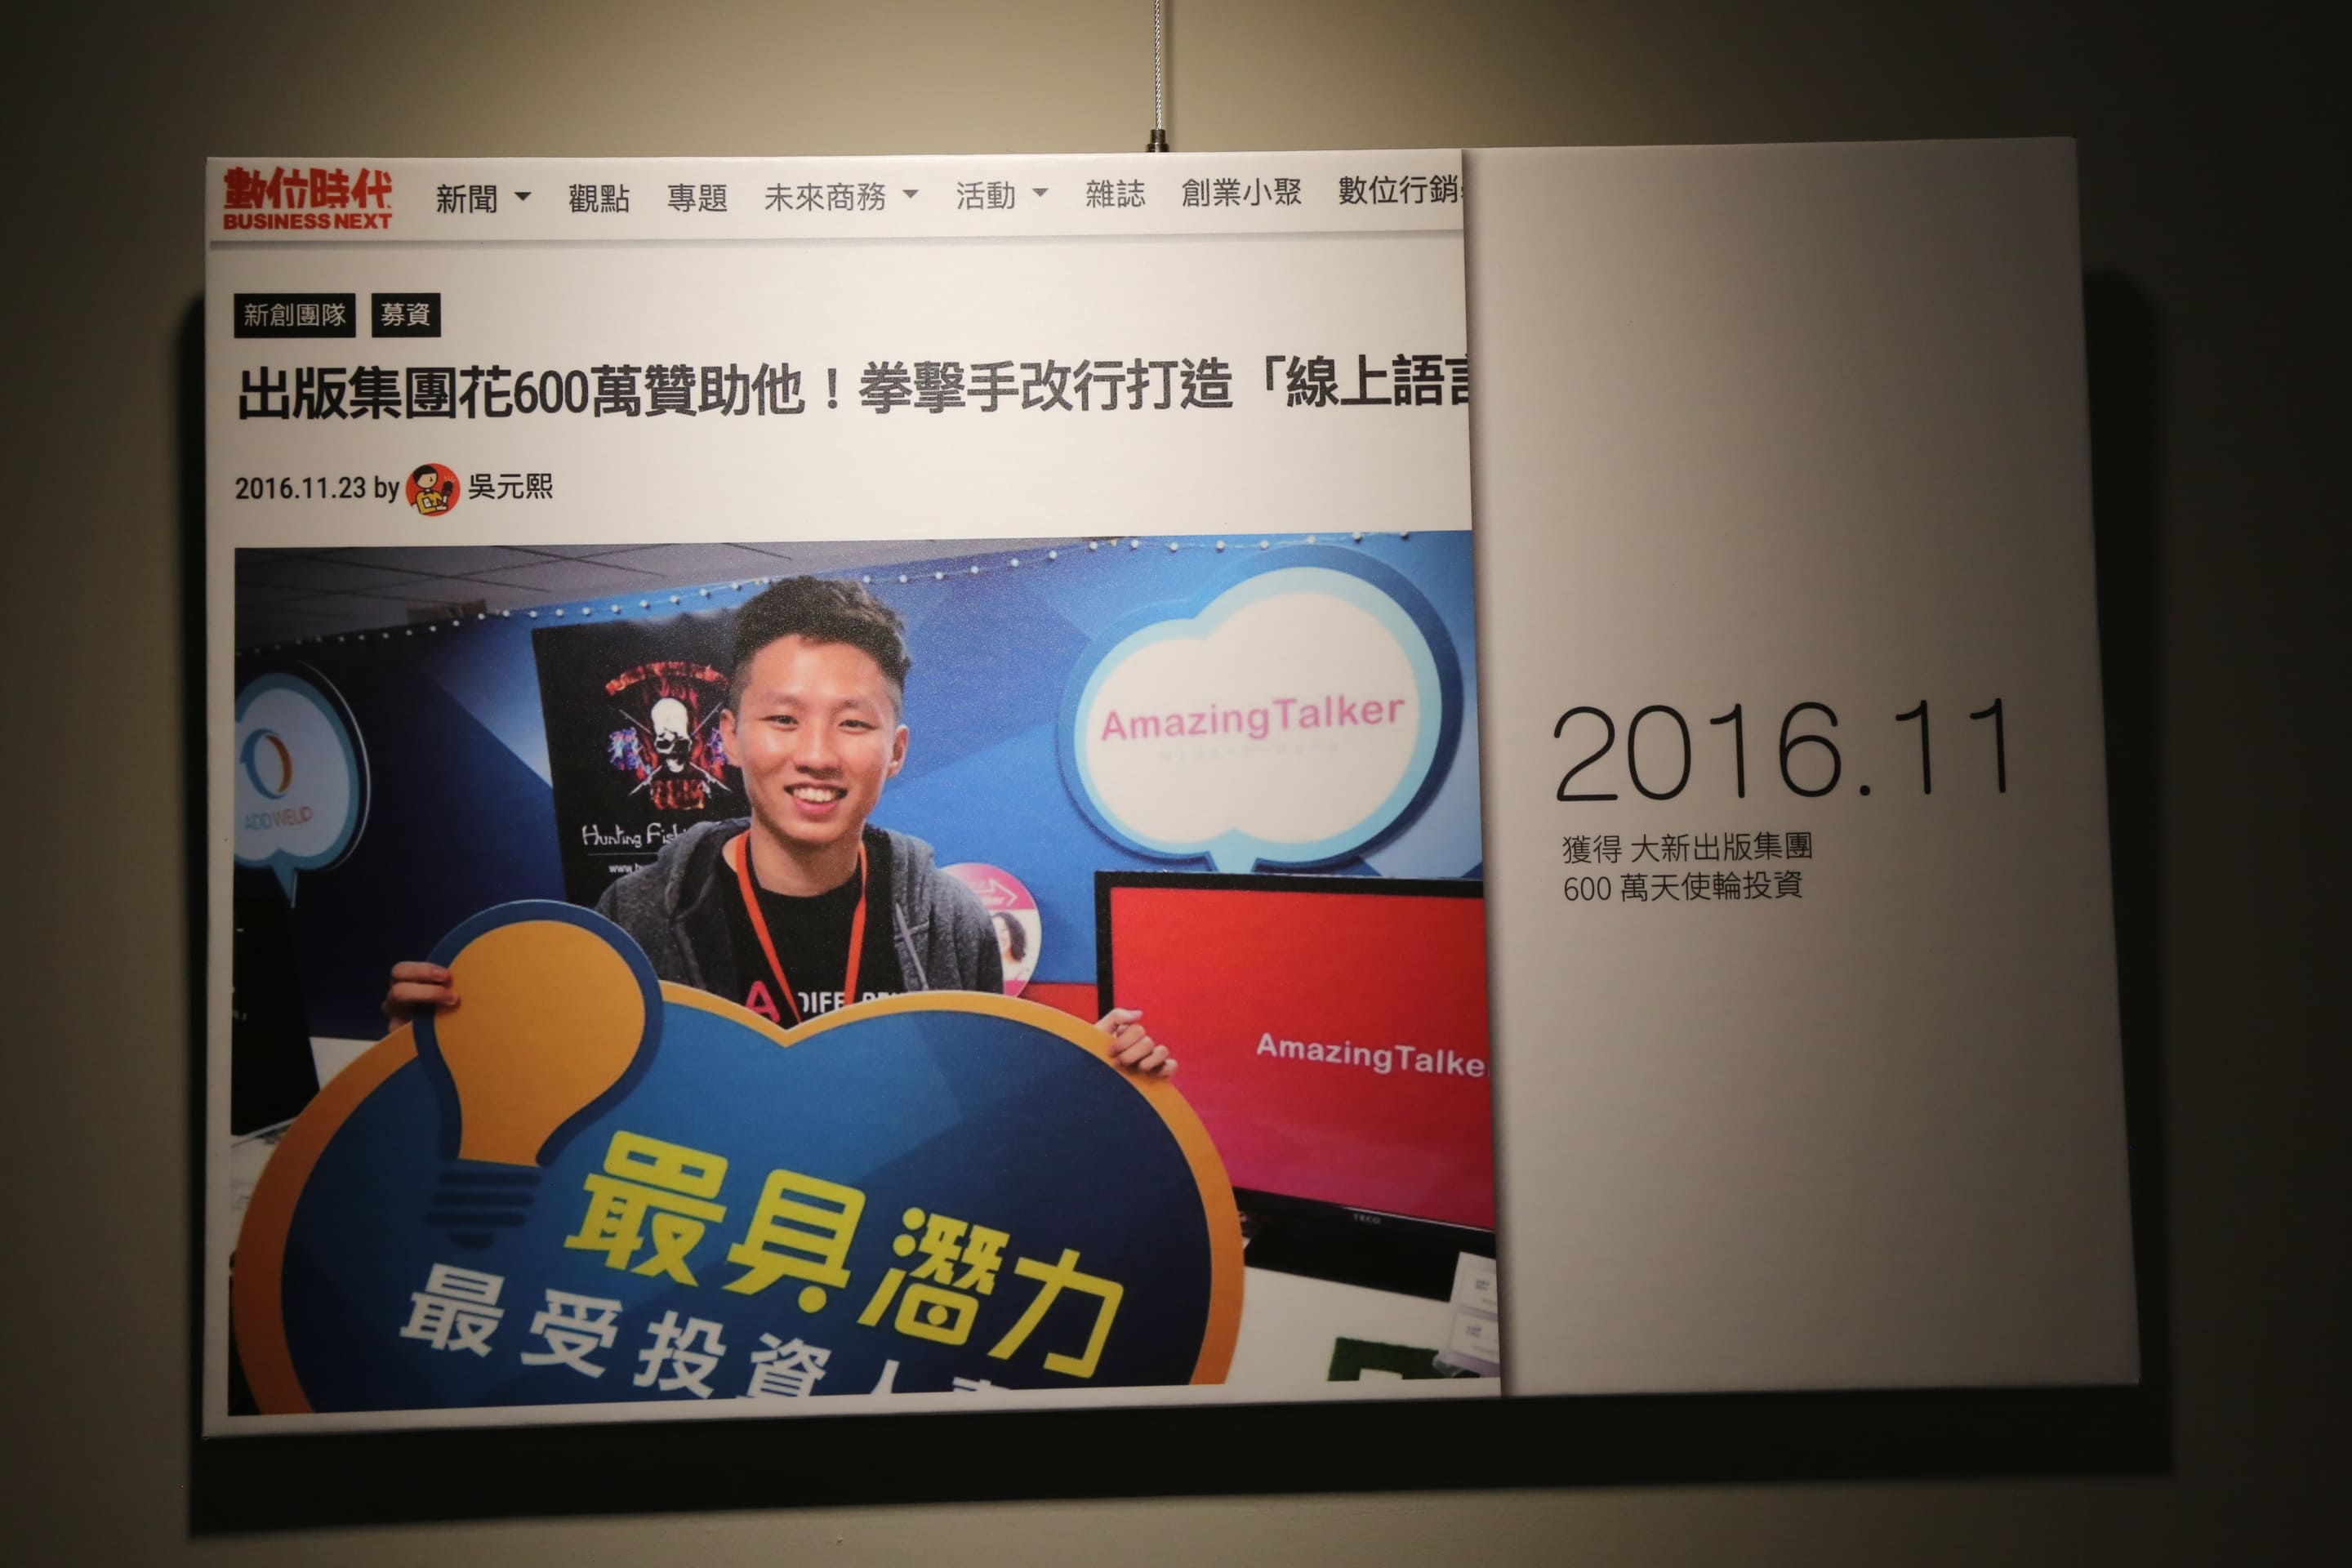 數位時代
BUSINESS NEXT
新聞 觀點 專題 未來商務 活動 雜誌 創業小聚 數位行銷
新創團隊 募資
出版集團花600萬贊助他！拳擊手改行打造「線上語言
2016.11.23 by 吳元熙
AmazingTalker
ADDWEUP
Hunting Fish
AmazingTalke
TECO
最具潛力
最受投資人
2016.11
獲得 大新出版集團
600 萬天使輪投資